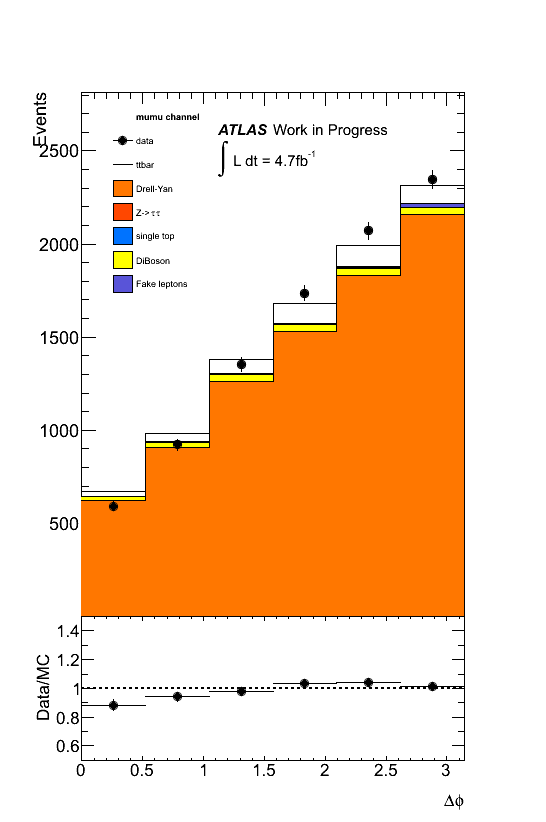 Events
mumu channel
data
ttbar
Drell-Yan
Z->ττ
single top
DiBoson
Fake leptons
ATLAS Work in Progress
∫ L dt = 4.7fb⁻¹
2500
2000
1500
1000
500
Data/MC
1.4
1.2
1
0.8
0.6
0 0.5 1 1.5 2 2.5 3
Δϕ